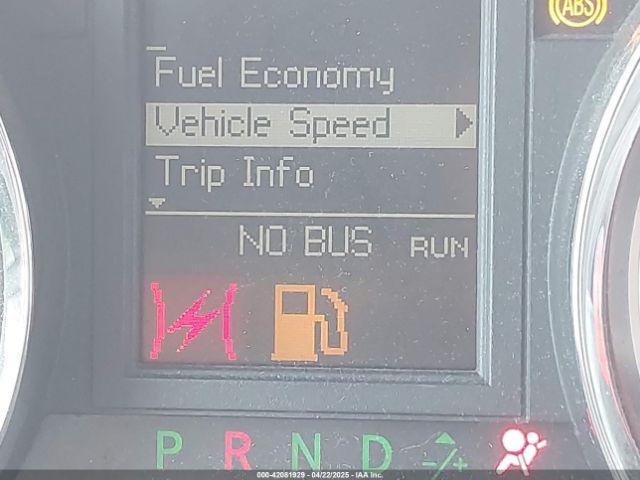 ABS
Fuel Economy
Vehicle Speed
Trip Info
NO BUS RUN
P R N D -/+
000-42081929 - 04/22/2025 - IAA Inc.